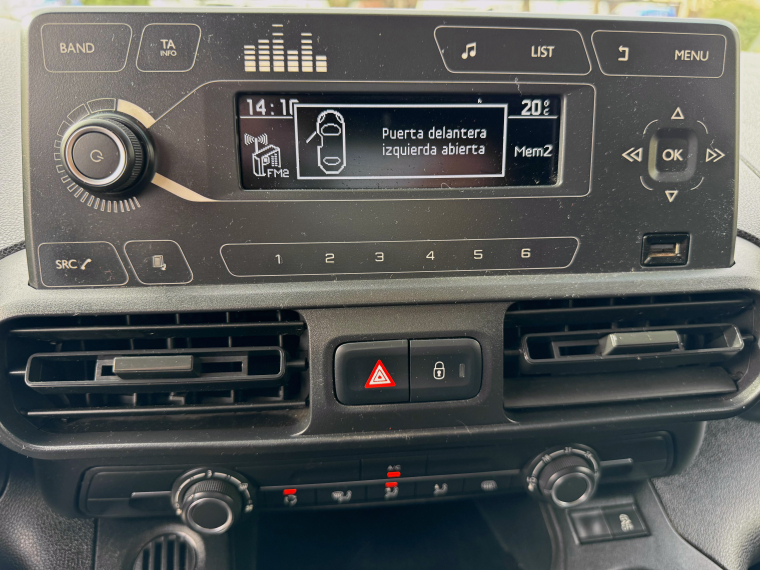 BAND
TA
INFO
LIST
MENU
14:10
20°C
Puerta delantera
izquierda abierta
FM2
Mem2
OK
SRC
1 2 3 4 5 6
A/C